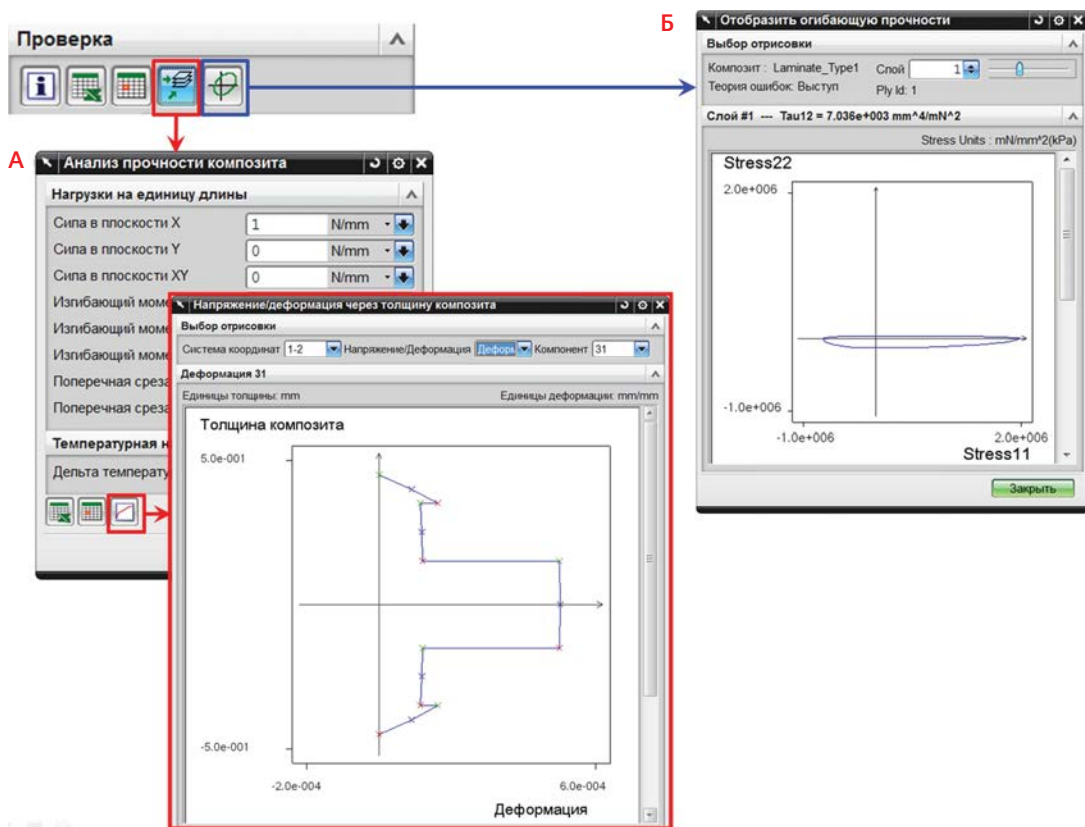 Проверка
А
Анализ прочности композита
Нагрузки на единицу длины
Сила в плоскости X
1
N/mm
Сила в плоскости Y
0
N/mm
Сила в плоскости XY
0
N/mm
Изгибающий моме
Изгибающий моме
Изгибающий моме
Поперечная среза
Поперечная среза
Температурная н
Дельта температу
Напряжение/деформация через толщину композита
Выбор отрисовки
Система координат 1-2 Напряжение/Деформация Деформ Компонент 31
Деформация 31
Единицы толщины: mm Единицы деформации: mm/mm
Толщина композита
5.0e-001
-5.0e-001
-2.0e-004 6.0e-004
Деформация
Б
Отобразить огибающую прочности
Выбор отрисовки
Композит : Laminate_Type1 Слой 1
Теория ошибок: Выступ Ply Id: 1
Слой #1 --- Tau12 = 7.036e+003 mm^4/mN^2
Stress Units : mN/mm^2(kPa)
Stress22
2.0e+006
-1.0e+006
-1.0e+006 2.0e+006
Stress11
Закрыть